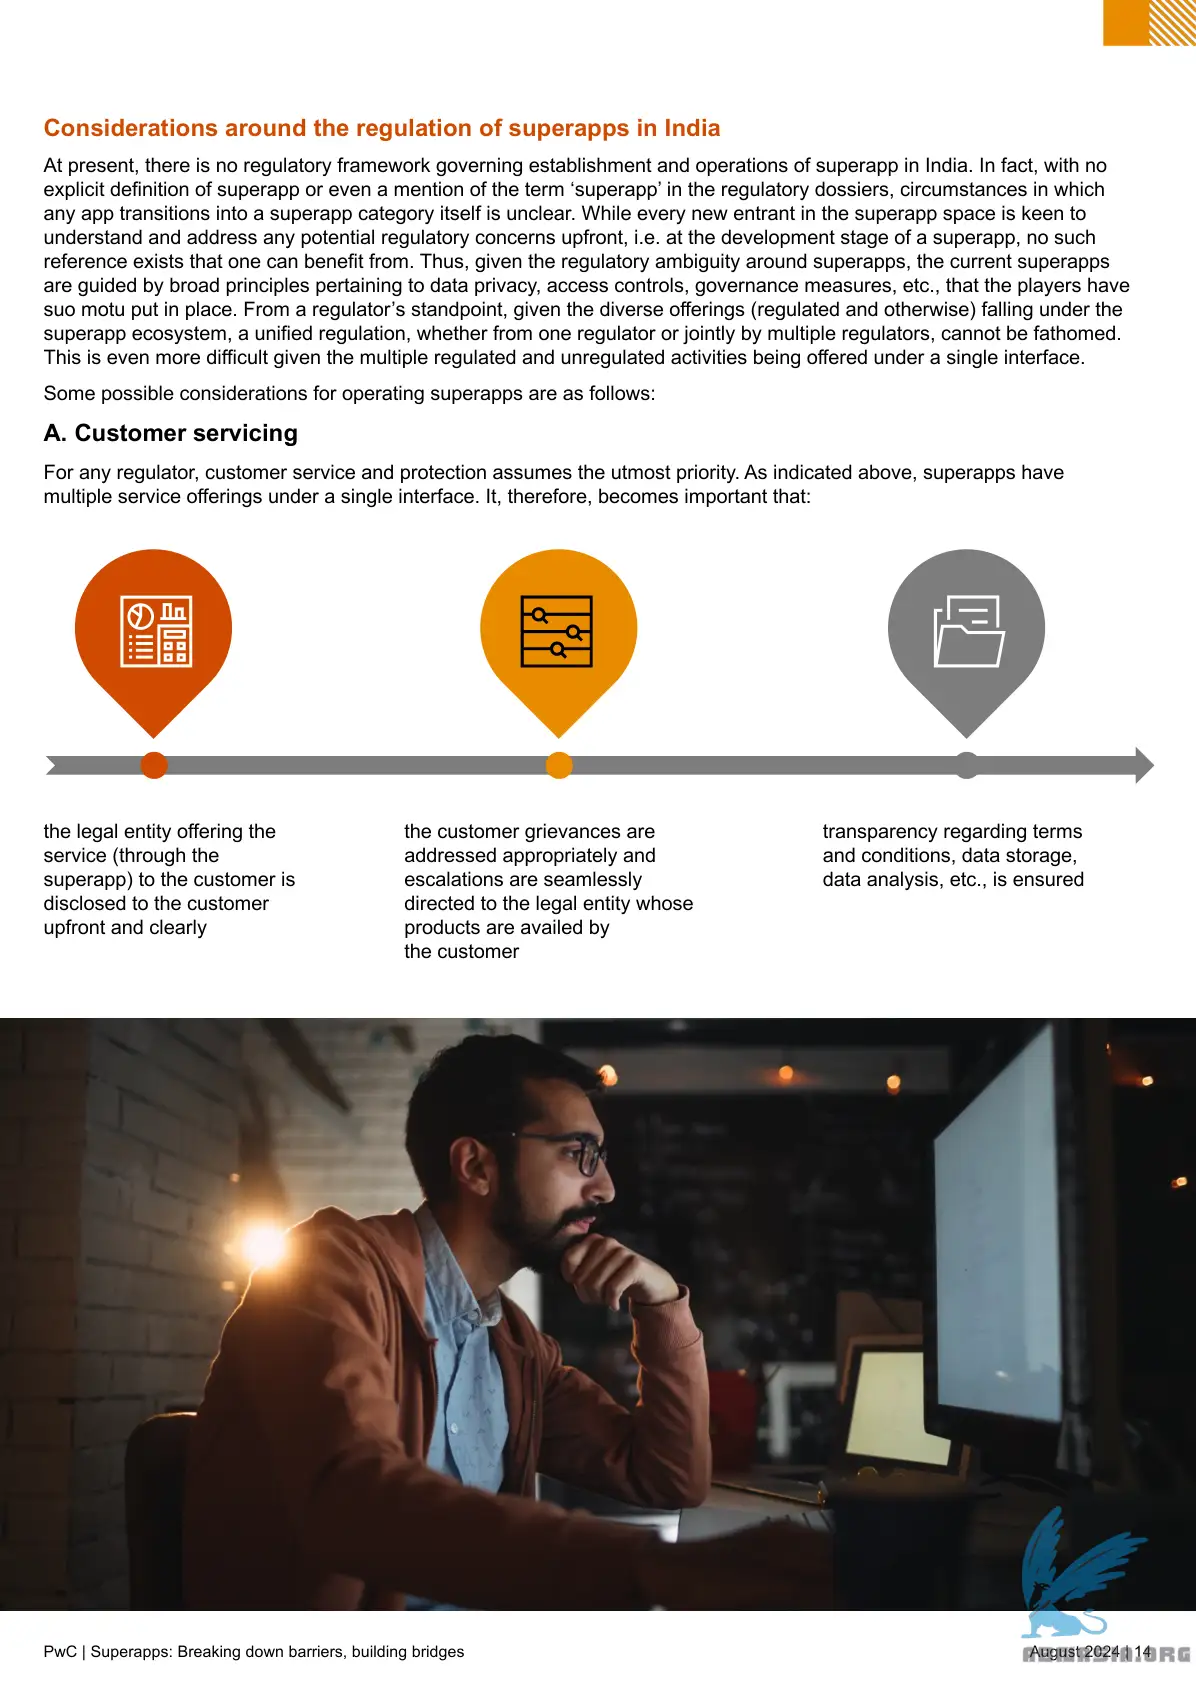 Considerations around the regulation of superapps in India
At present, there is no regulatory framework governing establishment and operations of superapp in India. In fact, with no
explicit definition of superapp or even a mention of the term ‘superapp’ in the regulatory dossiers, circumstances in which
any app transitions into a superapp category itself is unclear. While every new entrant in the superapp space is keen to
understand and address any potential regulatory concerns upfront, i.e. at the development stage of a superapp, no such
reference exists that one can benefit from. Thus, given the regulatory ambiguity around superapps, the current superapps
are guided by broad principles pertaining to data privacy, access controls, governance measures, etc., that the players have
suo motu put in place. From a regulator’s standpoint, given the diverse offerings (regulated and otherwise) falling under the
superapp ecosystem, a unified regulation, whether from one regulator or jointly by multiple regulators, cannot be fathomed.
This is even more difficult given the multiple regulated and unregulated activities being offered under a single interface.
Some possible considerations for operating superapps are as follows:
A. Customer servicing
For any regulator, customer service and protection assumes the utmost priority. As indicated above, superapps have
multiple service offerings under a single interface. It, therefore, becomes important that:
the legal entity offering the
service (through the
superapp) to the customer is
disclosed to the customer
upfront and clearly
the customer grievances are
addressed appropriately and
escalations are seamlessly
directed to the legal entity whose
products are availed by
the customer
transparency regarding terms
and conditions, data storage,
data analysis, etc., is ensured
PwC | Superapps: Breaking down barriers, building bridges
August 2024 | 14